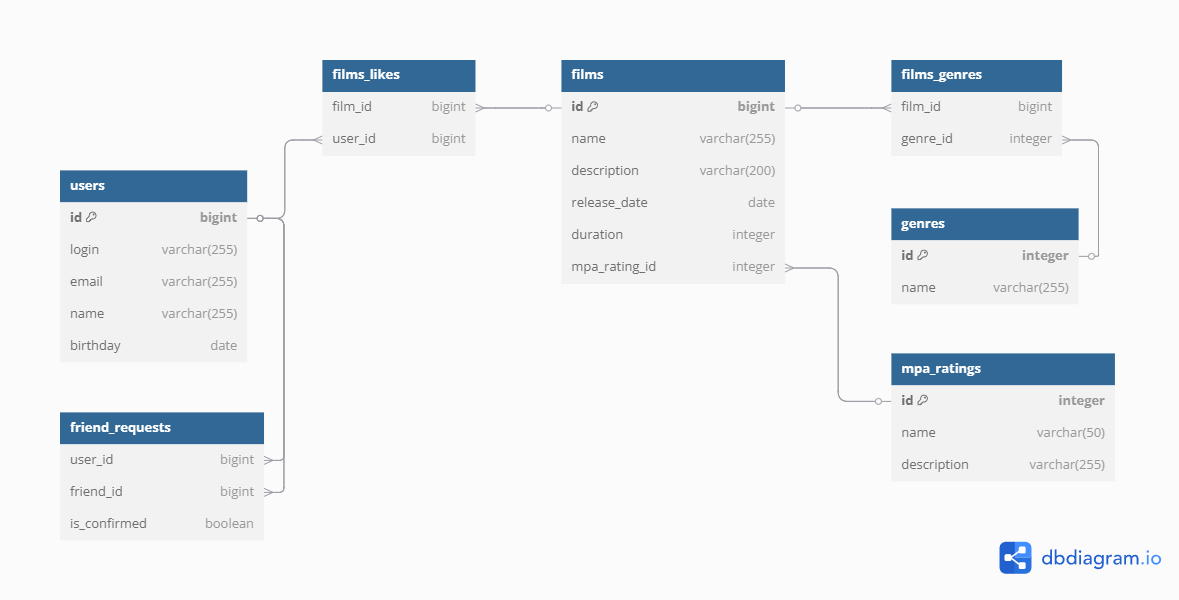 films_likes
film_id bigint
user_id bigint
films
id bigint
name varchar(255)
description varchar(200)
release_date date
duration integer
mpa_rating_id integer
films_genres
film_id bigint
genre_id integer
users
id bigint
login varchar(255)
email varchar(255)
name varchar(255)
birthday date
genres
id integer
name varchar(255)
mpa_ratings
id integer
name varchar(50)
description varchar(255)
friend_requests
user_id bigint
friend_id bigint
is_confirmed boolean
dbdiagram.io